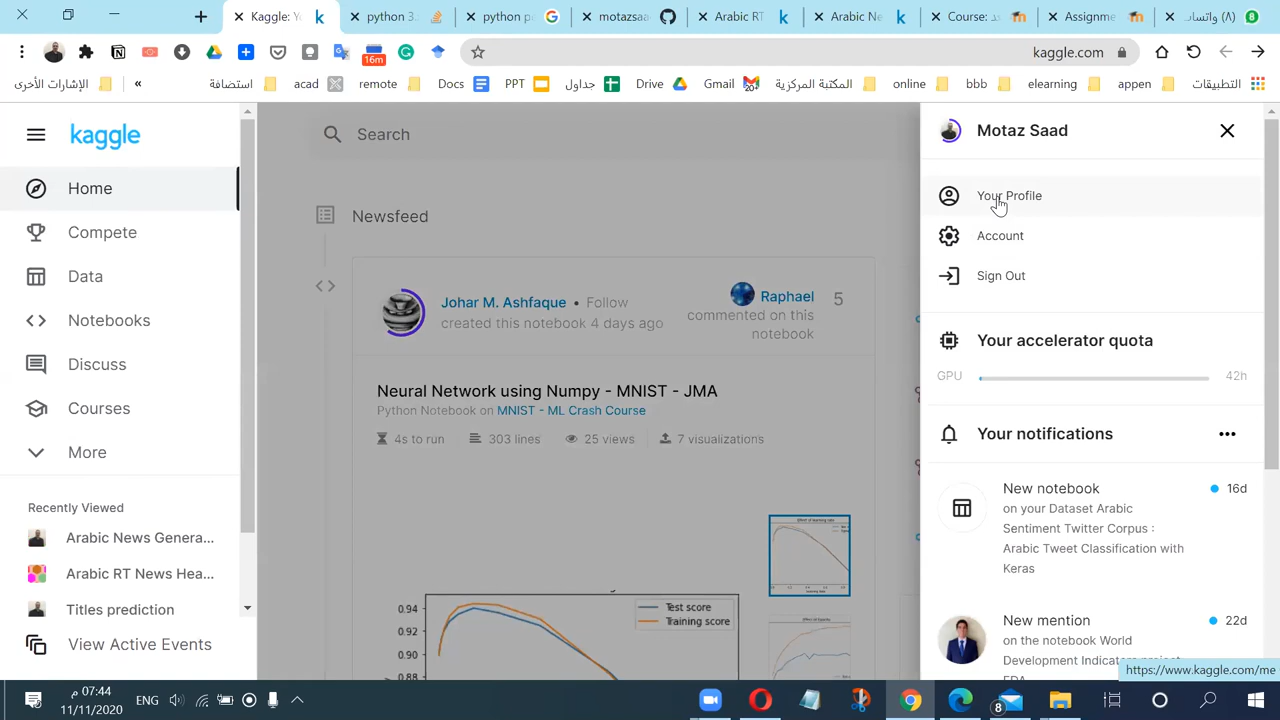 Kaggle: Y
python 3.
python p
motazsaa
Arabic RT
Arabic Ne
Course:
Assignme
(٨) واتساب
16m
kaggle.com
الإشارات الأخرى
«
استضافة
acad
remote
Docs
PPT
جداول
Drive
Gmail
المكتبة المركزية
online
bbb
elearning
appen
التطبيقات
kaggle
Home
Compete
Data
Notebooks
Discuss
Courses
More
Recently Viewed
Arabic News Genera...
Arabic RT News Hea...
Titles prediction
View Active Events
Search
Newsfeed
Johar M. Ashfaque • Follow
created this notebook 4 days ago
Raphael
commented on this
notebook
5
Neural Network using Numpy - MNIST - JMA
Python Notebook on MNIST - ML Crash Course
4s to run
303 lines
25 views
7 visualizations
Test score
Training score
0.94
0.92
0.90
0.88
Motaz Saad
Your Profile
Account
Sign Out
Your accelerator quota
GPU
42h
Your notifications
New notebook
16d
on your Dataset Arabic
Sentiment Twitter Corpus :
Arabic Tweet Classification with
Keras
New mention
22d
on the notebook World
Development Indicators project
https://www.kaggle.com/me
07:44 م
11/11/2020
ENG
8